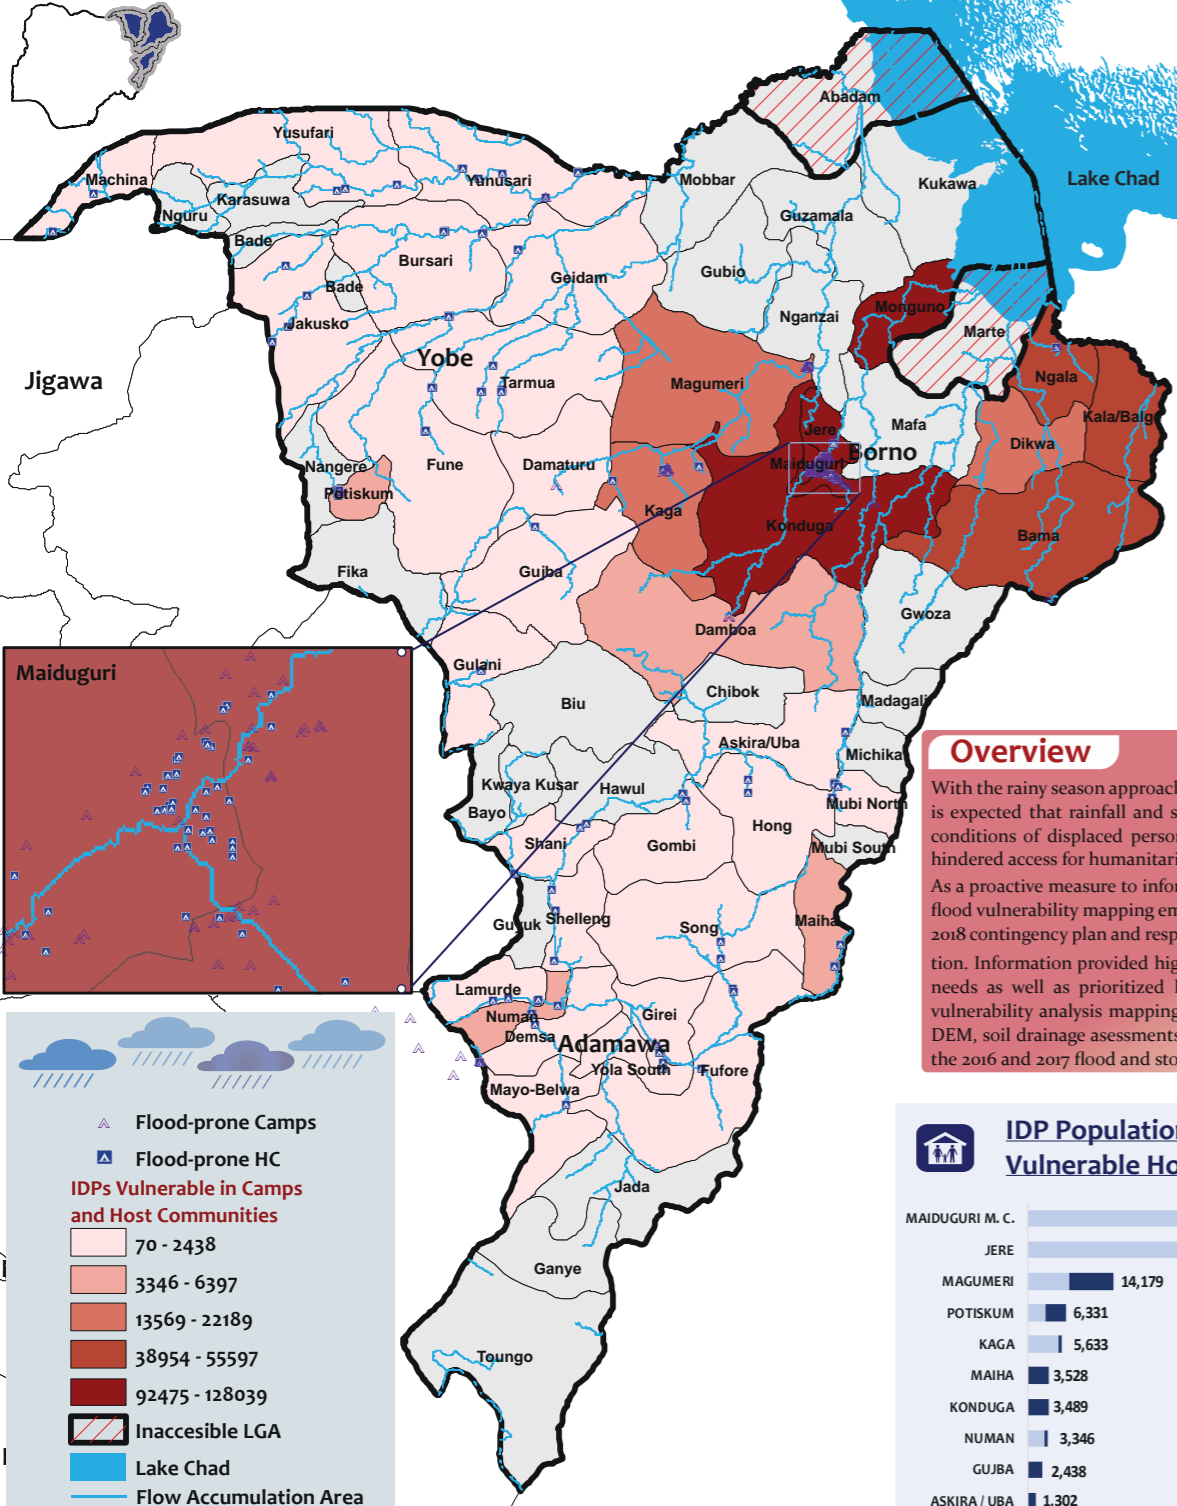 Abadam
Yusufari
Machina
Yunusari
Mobbar
Kukawa
Lake Chad
Karasuwa
Nguru
Guzamala
Bade
Bursari
Gubio
Geidam
Bade
Monguno
Nganzai
Jakusko
Marte
Yobe
Jigawa
Tarmua
Magumeri
Ngala
Kala/Balg
Jere
Mafa
Dikwa
Borno
Nangere
Fune
Damaturu
Maiduguri
Potiskum
Kaga
Konduga
Bama
Fika
Gujba
Gwoza
Damboa
Gulani
Maiduguri
Chibok
Madagali
Biu
Askira/Uba
Michika
Kwaya Kusar
Hawul
Mubi North
Bayo
Hong
Shani
Gombi
Mubi South
Guyuk
Shelleng
Song
Maiha
Lamurde
Numan
Girei
Demsa
Adamawa
Yola South
Fufore
Mayo-Belwa
Jada
Ganye
Toungo
Overview
With the rainy season approach
is expected that rainfall and s
conditions of displaced person
hindered access for humanitari
As a proactive measure to infor
flood vulnerability mapping em
2018 contingency plan and resp
tion. Information provided hig
needs as well as prioritized l
vulnerability analysis mapping
DEM, soil drainage asessments
the 2016 and 2017 flood and sto
Flood-prone Camps
Flood-prone HC
IDPs Vulnerable in Camps
and Host Communities
70 - 2438
3346 - 6397
13569 - 22189
38954 - 55597
92475 - 128039
Inaccesible LGA
Lake Chad
Flow Accumulation Area
IDP Population
Vulnerable Ho
MAIDUGURI M. C.
JERE
MAGUMERI 14,179
POTISKUM 6,331
KAGA 5,633
MAIHA 3,528
KONDUGA 3,489
NUMAN 3,346
GUJBA 2,438
ASKIRA / UBA 1,302